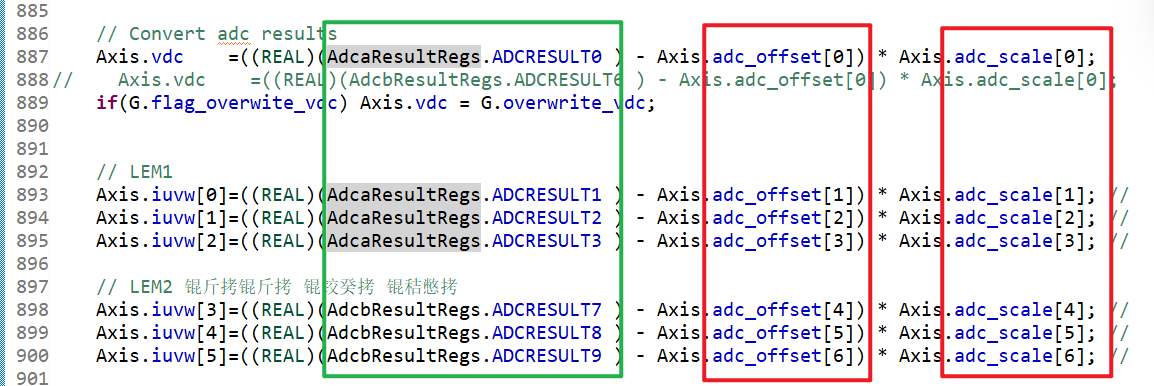 885
886 // Convert adc results
887 Axis.vdc =((REAL)(AdcaResultRegs.ADCRESULT0 ) - Axis.adc_offset[0]) * Axis.adc_scale[0];
888 // Axis.vdc =((REAL)(AdcbResultRegs.ADCRESULT6 ) - Axis.adc_offset[0]) * Axis.adc_scale[0];
889 if(G.flag_overwite_vdc) Axis.vdc = G.overwrite_vdc;
890
891
892 // LEM1
893 Axis.iuvw[0]=((REAL)(AdcaResultRegs.ADCRESULT1 ) - Axis.adc_offset[1]) * Axis.adc_scale[1]; //
894 Axis.iuvw[1]=((REAL)(AdcaResultRegs.ADCRESULT2 ) - Axis.adc_offset[2]) * Axis.adc_scale[2]; //
895 Axis.iuvw[2]=((REAL)(AdcaResultRegs.ADCRESULT3 ) - Axis.adc_offset[3]) * Axis.adc_scale[3]; //
896
897 // LEM2 锟斤拷锟斤拷 锟绞癸拷 锟秸憋拷
898 Axis.iuvw[3]=((REAL)(AdcbResultRegs.ADCRESULT7 ) - Axis.adc_offset[4]) * Axis.adc_scale[4]; //
899 Axis.iuvw[4]=((REAL)(AdcbResultRegs.ADCRESULT8 ) - Axis.adc_offset[5]) * Axis.adc_scale[5]; //
900 Axis.iuvw[5]=((REAL)(AdcbResultRegs.ADCRESULT9 ) - Axis.adc_offset[6]) * Axis.adc_scale[6]; //
901